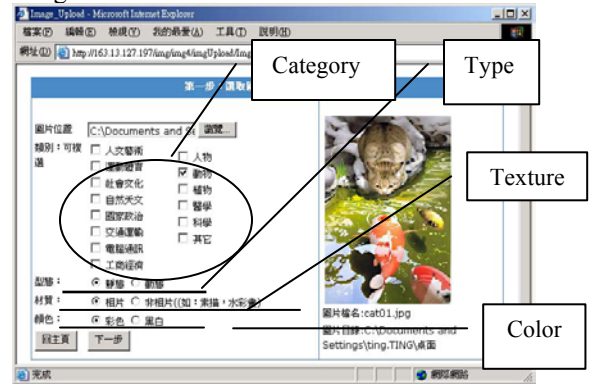 Image_Upload - Microsoft Internet Explorer
檔案(F) 編輯(E) 檢視(V) 我的最愛(A) 工具(T) 說明(H)
網址(D) http://163.13.127.197/img/img4/imgUpload/Imag
Category
Type
Texture
Color
第一步：讀取
圖片位置 C:\Documents and Se 瀏覽...
類別：可複選
人文藝術
運動體育
社會文化
自然天文
國家政治
交通運輸
電腦通訊
工商經濟
人物
動物
植物
醫學
科學
其它
型態： 靜態 動態
材質： 相片 非相片((如：素描，水彩畫)
顏色： 彩色 黑白
回主頁 下一步
圖片檔名:cat01.jpg
圖片目錄:C:\Documents and
Settings\ting.TING\桌面
完成
網際網路